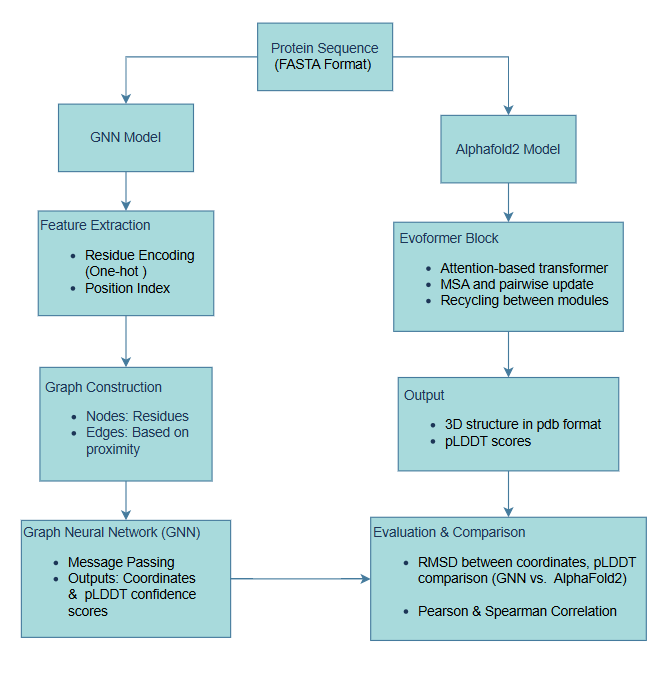 Protein Sequence
(FASTA Format)
GNN Model
Alphafold2 Model
Feature Extraction
• Residue Encoding
(One-hot )
• Position Index
Evoformer Block
• Attention-based transformer
• MSA and pairwise update
• Recycling between modules
Graph Construction
• Nodes: Residues
• Edges: Based on
proximity
Output
• 3D structure in pdb format
• pLDDT scores
Graph Neural Network (GNN)
• Message Passing
• Outputs: Coordinates
& pLDDT confidence
scores
Evaluation & Comparison
• RMSD between coordinates, pLDDT
comparison (GNN vs. AlphaFold2)
• Pearson & Spearman Correlation